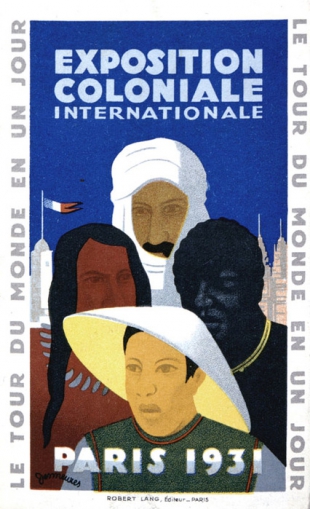 EXPOSITION
COLONIALE
INTERNATIONALE
LE TOUR DU MONDE EN UN JOUR
LE TOUR DU MONDE EN UN JOUR
PARIS 1931
ROBERT LANG, Éditeur _ PARIS